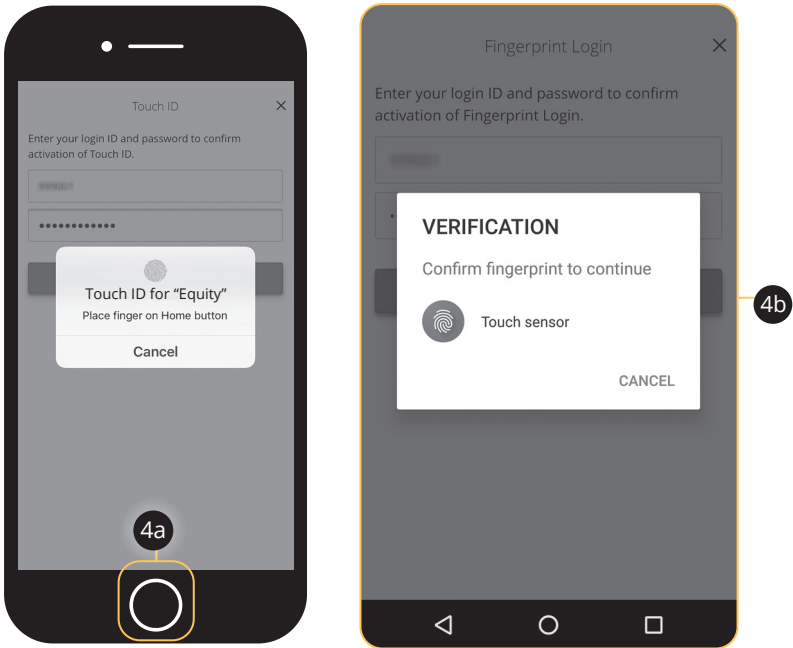 Touch ID
Enter your login ID and password to confirm
activation of Touch ID.
Touch ID for “Equity”
Place finger on Home button
Cancel
4a
Fingerprint Login
Enter your login ID and password to confirm
activation of Fingerprint Login.
VERIFICATION
Confirm fingerprint to continue
Touch sensor
CANCEL
4b